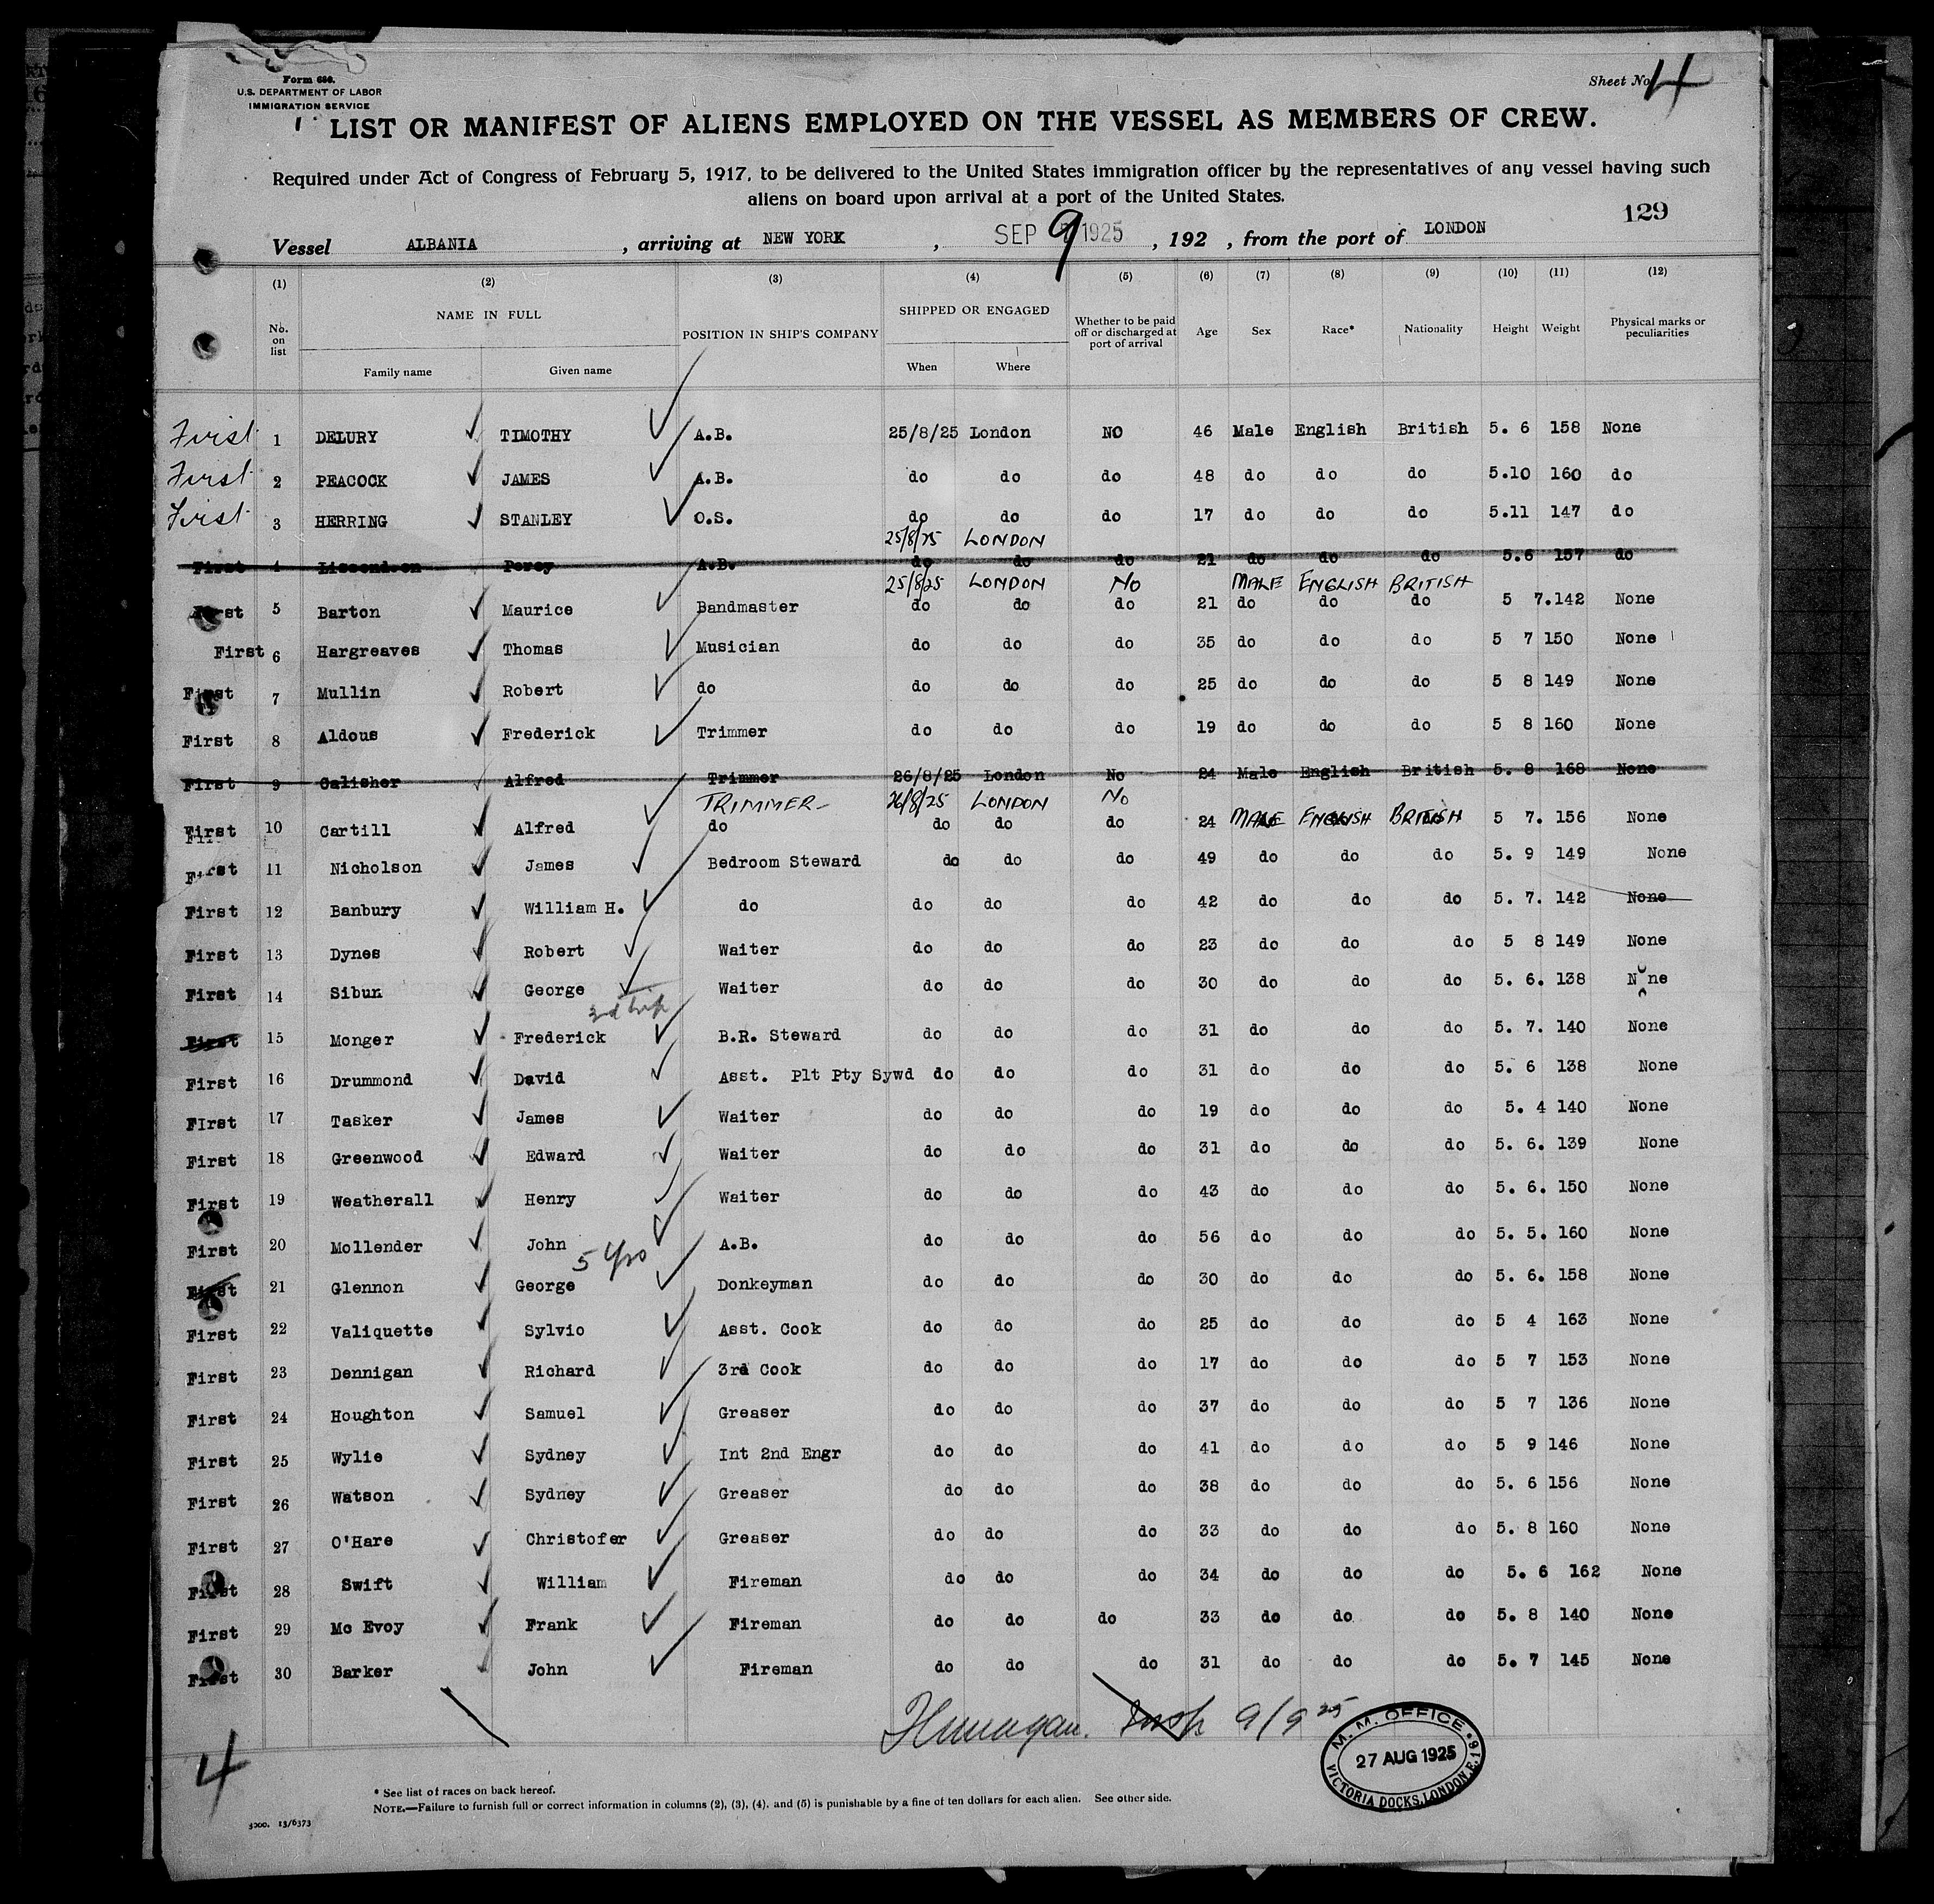 Form 680.
U.S. DEPARTMENT OF LABOR
IMMIGRATION SERVICE
Sheet No. 4
LIST OR MANIFEST OF ALIENS EMPLOYED ON THE VESSEL AS MEMBERS OF CREW.
Required under Act of Congress of February 5, 1917, to be delivered to the United States immigration officer by the representatives of any vessel having such
aliens on board upon arrival at a port of the United States.
129
Vessel ALBANIA , arriving at NEW YORK , SEP 9 1925 , 192 , from the port of LONDON
(1) (2) (3) (4) (5) (6) (7) (8) (9) (10) (11) (12)
No. on list NAME IN FULL POSITION IN SHIP'S COMPANY SHIPPED OR ENGAGED Whether to be paid off or discharged at port of arrival Age Sex Race* Nationality Height Weight Physical marks or peculiarities
Family name Given name When Where
First 1 DELURY TIMOTHY A.B. 25/8/25 London NO 46 Male English British 5. 6 158 None
First 2 PEACOCK JAMES A.B. do do do 48 do do do 5.10 160 do
First 3 HERRING STANLEY O.S. do do do 17 do do do 5.11 147 do
25/8/25 LONDON
First 4 Lissenden Percy A.B. do do do 21 do do do 5.6 157 do
25/8/25 LONDON No MALE ENGLISH BRITISH
First 5 Barton Maurice Bandmaster do do do 21 do do do 5 7.142 None
First 6 Hargreaves Thomas Musician do do do 35 do do do 5 7 150 None
First 7 Mullin Robert do do do do 25 do do do 5 8 149 None
First 8 Aldous Frederick Trimmer do do do 19 do do do 5 8 160 None
First 9 Calisher Alfred Trimmer 26/8/25 London No 24 Male English British 5. 8 168 None
TRIMMER- 26/8/25 LONDON No
First 10 Cartill Alfred do do do do 24 MALE ENGLISH BRITISH 5 7. 156 None
First 11 Nicholson James Bedroom Steward do do do 49 do do do 5. 9 149 None
First 12 Banbury William H. do do do do 42 do do do 5. 7. 142 None
First 13 Dynes Robert Waiter do do do 23 do do do 5 8 149 None
First 14 Sibun George Waiter do do do 30 do do do 5. 6. 138 None
2nd trip
First 15 Monger Frederick B.R. Steward do do do 31 do do do 5. 7. 140 None
First 16 Drummond David Asst. Plt Pty Sywd do do do 31 do do do 5. 6 138 None
FIrst 17 Tasker James Waiter do do do 19 do do do 5. 4 140 None
First 18 Greenwood Edward Waiter do do do 31 do do do 5. 6. 139 None
First 19 Weatherall Henry Waiter do do do 43 do do do 5. 6. 150 None
First 20 Mollender John A.B. do do do 56 do do do 5. 5. 160 None
5 yrs
First 21 Glennon George Donkeyman do do do 30 do do do 5. 6. 158 None
First 22 Valiquette Sylvio Asst. Cook do do do 25 do do do 5 4 163 None
First 23 Dennigan Richard 3rd Cook do do do 17 do do do 5 7 153 None
First 24 Houghton Samuel Greaser do do do 37 do do do 5 7 136 None
First 25 Wylie Sydney Int 2nd Engr do do do 41 do do do 5 9 146 None
First 26 Watson Sydney Greaser do do do 38 do do do 5. 6 156 None
First 27 O'Hare Christofer Greaser do do do 33 do do do 5. 8 160 None
First 28 Swift William Fireman do do do 34 do do do 5. 6 162 None
First 29 Mc Evoy Frank Fireman do do do 33 do do do 5. 8 140 None
First 30 Barker John Fireman do do do 31 do do do 5. 7 145 None
Insp 9/9 25
M. M. OFFICE
27 AUG 1925
VICTORIA DOCKS, LONDON, E.16
4
* See list of races on back hereof.
NOTE.—Failure to furnish full or correct information in columns (2), (3), (4), and (5) is punishable by a fine of ten dollars for each alien. See other side.
5000. 13/6373